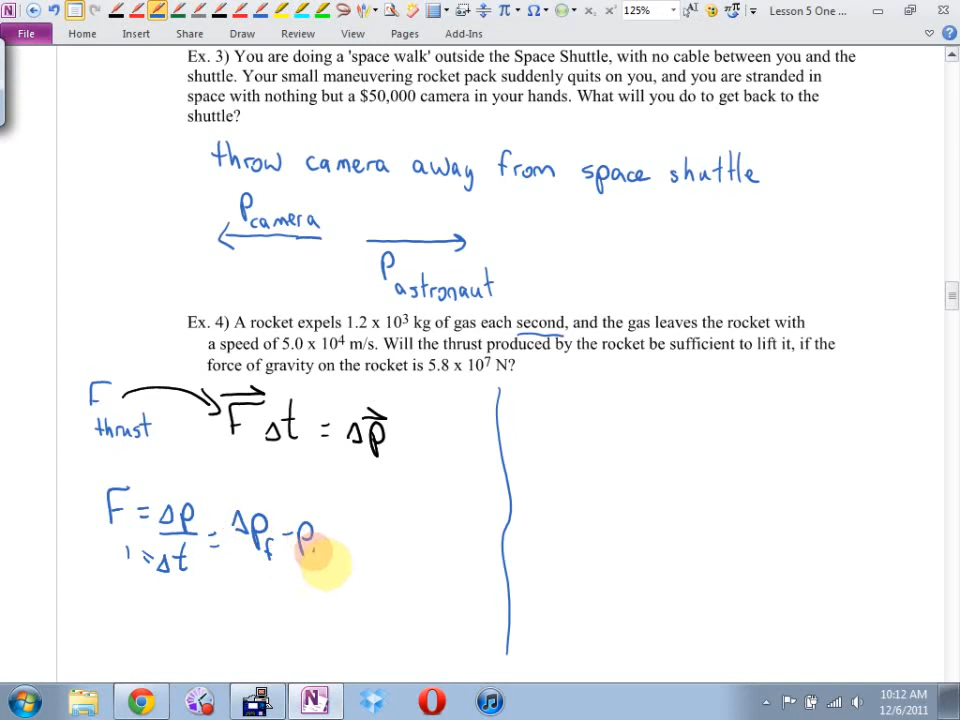 125%
Lesson 5 One ...
File Home Insert Share Draw Review View Pages Add-Ins
Ex. 3) You are doing a 'space walk' outside the Space Shuttle, with no cable between you and the
shuttle. Your small maneuvering rocket pack suddenly quits on you, and you are stranded in
space with nothing but a $50,000 camera in your hands. What will you do to get back to the
shuttle?
throw camera away from space shuttle
Pcamera
Pastronaut
Ex. 4) A rocket expels 1.2 x 10³ kg of gas each second, and the gas leaves the rocket with
a speed of 5.0 x 10⁴ m/s. Will the thrust produced by the rocket be sufficient to lift it, if the
force of gravity on the rocket is 5.8 x 10⁷ N?
F thrust
F Δt = Δp
F = Δp/Δt = Δpf - p
10:12 AM
12/6/2011